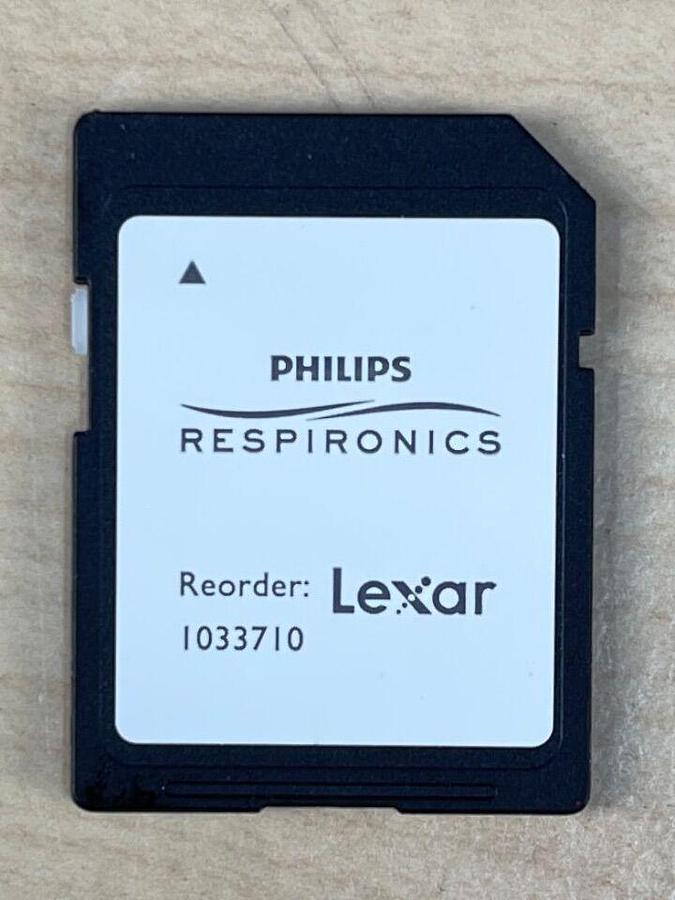 PHILIPS
RESPIRONICS
Reorder: Lexar
1033710